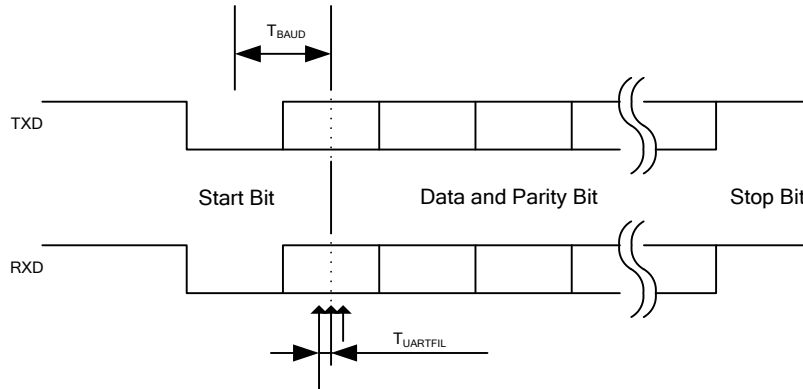 TBAUD
TXD
Start Bit
Data and Parity Bit
Stop Bit
RXD
TUARTFIL